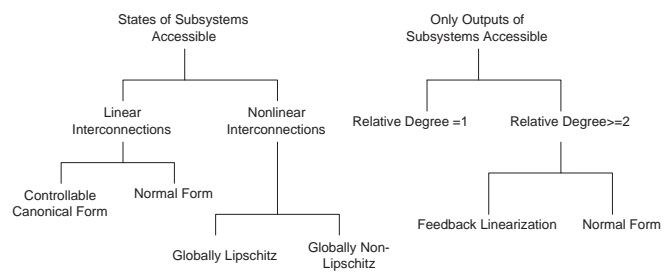 States of Subsystems
Accessible
Only Outputs of
Subsystems Accessible
Linear
Interconnections
Nonlinear
Interconnections
Relative Degree =1
Relative Degree>=2
Controllable
Canonical Form
Normal Form
Globally Lipschitz
Globally Non-
Lipschitz
Feedback Linearization
Normal Form